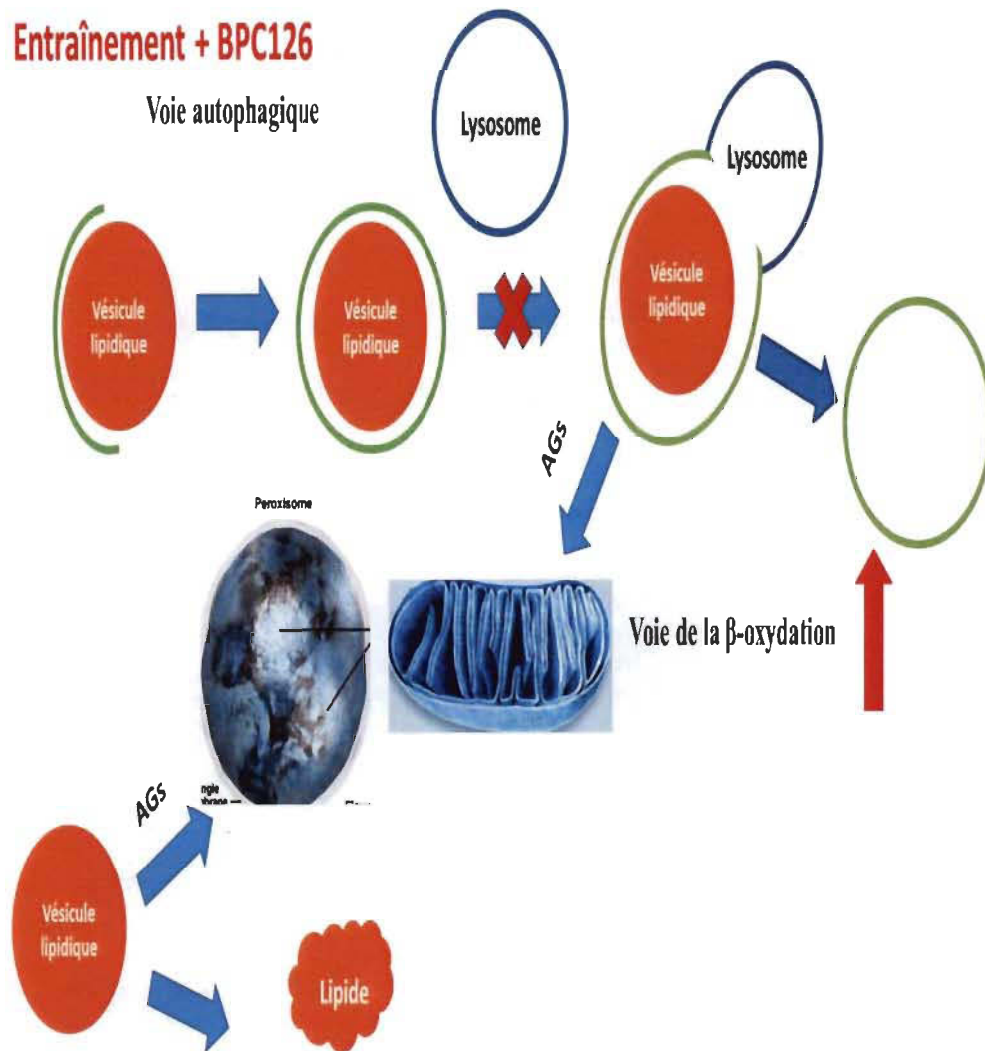 Entraînement + BPC126
Voie autophagique
Lysosome
Lysosome
Vésicule
lipidique
Vésicule
lipidique
Vésicule
lipidique
AGs
Peroxisome
Voie de la β-oxydation
AGs
Vésicule
lipidique
Lipide